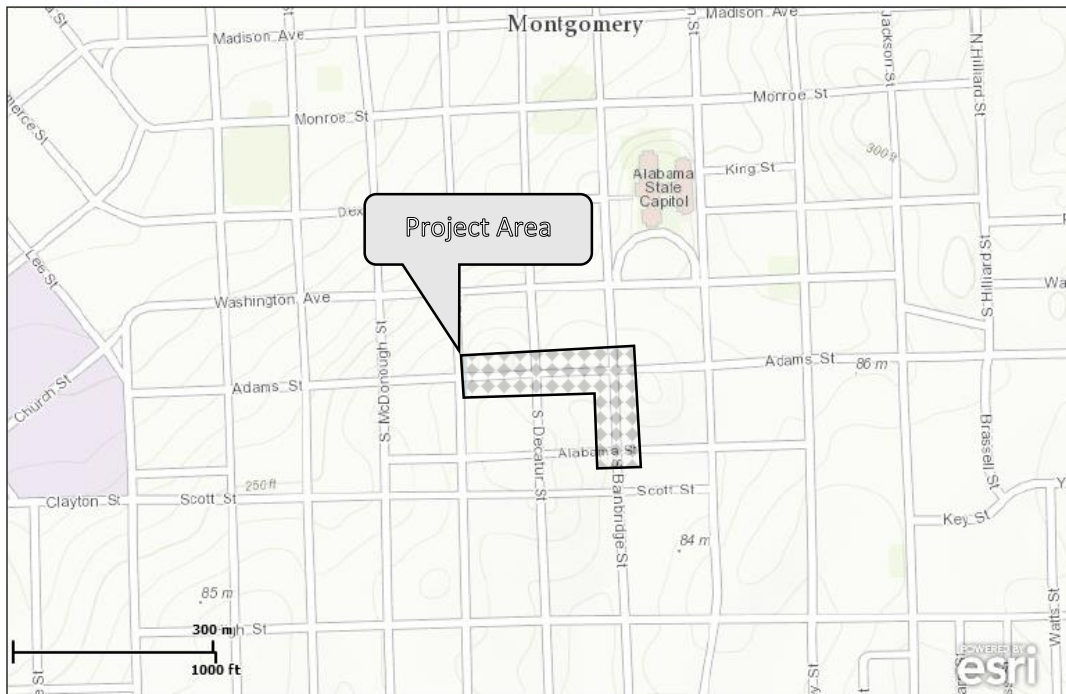 Madison Ave
Montgomery
Madison Ave
Jackson St
N Hilliard St
Monroe St
Monroe St
300 ft
King St
Alabama
State
Capitol
Project Area
Lee St
Washington Ave
S Hilliard St
S McDonough St
Adams St
Adams St
86 m
Church St
S Decatur St
Alabama St
S Banbridge St
Brassell St
250 ft
Clayton St
Scott St
Scott St
Key St
84 m
85 m
300 m
1000 ft
Watts St
POWERED BY
esri